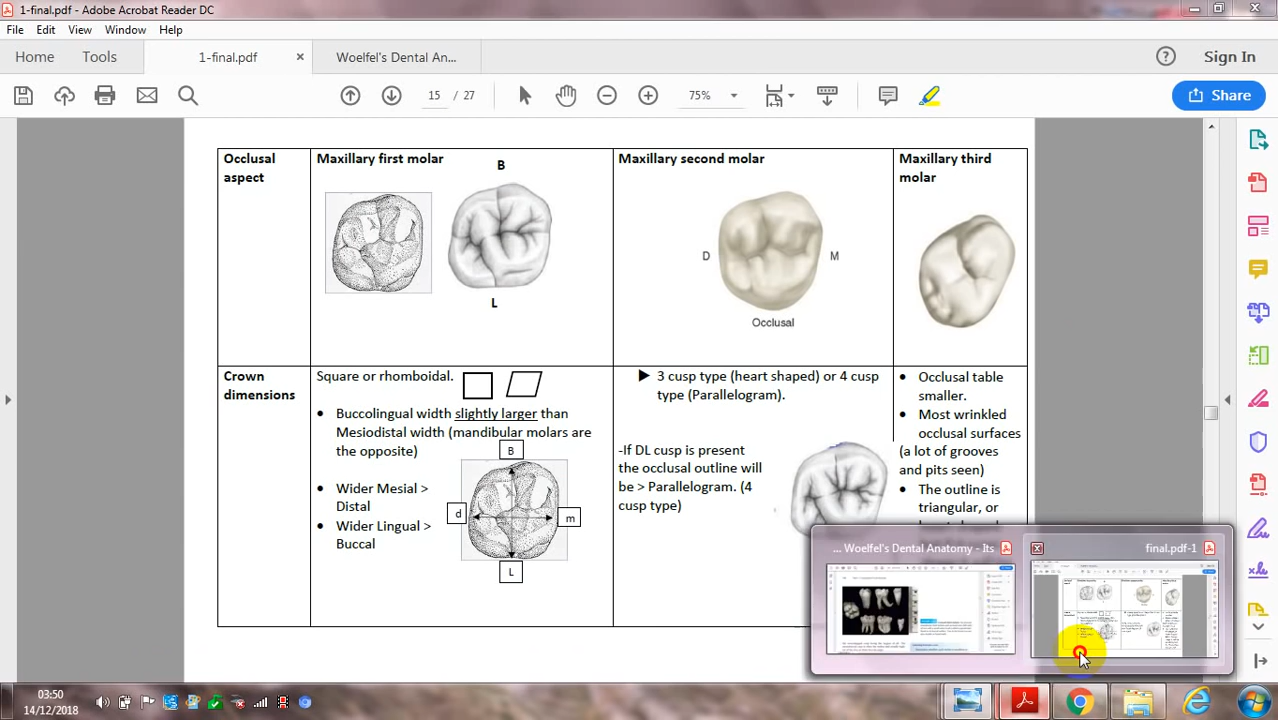 1-final.pdf - Adobe Acrobat Reader DC
File Edit View Window Help
Home Tools 1-final.pdf × Woelfel's Dental An... ? Sign In
15 / 27 75% Share
Occlusal
aspect
Maxillary first molar
B
L
Maxillary second molar
D M
Occlusal
Maxillary third
molar
Crown
dimensions
Square or rhomboidal.
• Buccolingual width slightly larger than
Mesiodistal width (mandibular molars are
the opposite)
B
• Wider Mesial >
Distal
d m
• Wider Lingual >
Buccal
L
▶ 3 cusp type (heart shaped) or 4 cusp
type (Parallelogram).
-If DL cusp is present
the occlusal outline will
be > Parallelogram. (4
cusp type)
• Occlusal table
smaller.
• Most wrinkled
occlusal surfaces
(a lot of grooves
and pits seen)
• The outline is
triangular, or
... Woelfel's Dental Anatomy - Its
final.pdf-1
03:50
14/12/2018